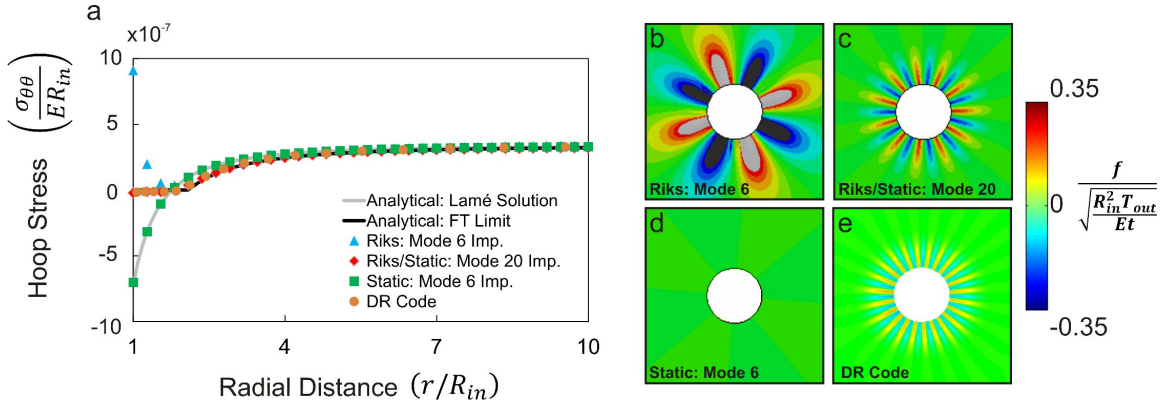 a
x10⁻⁷
Hoop Stress (σθθ / ERᵢₙ)
10
5
0
-5
-10
1
4
7
10
Radial Distance (r/Rᵢₙ)
Analytical: Lamé Solution
Analytical: FT Limit
Riks: Mode 6 Imp.
Riks/Static: Mode 20 Imp.
Static: Mode 6 Imp.
DR Code
b
Riks: Mode 6
c
Riks/Static: Mode 20
d
Static: Mode 6
e
DR Code
0.35
0
-0.35
f / √(R²ᵢₙTₒᵤₜ / Et)